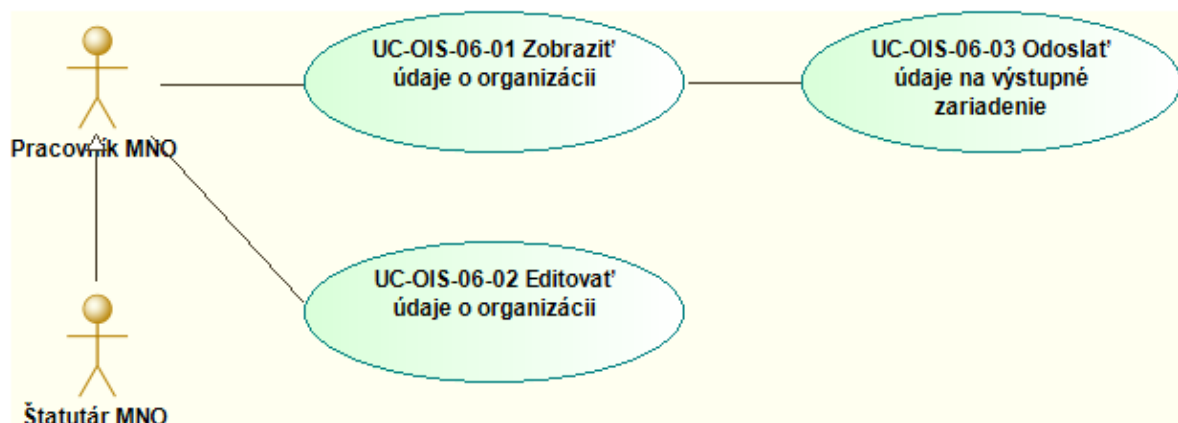 UC-OIS-06-01 Zobraziť
údaje o organizácii
UC-OIS-06-03 Odoslať
údaje na výstupné
zariadenie
Pracovník MNO
UC-OIS-06-02 Editovať
údaje o organizácii
Štatutár MNO